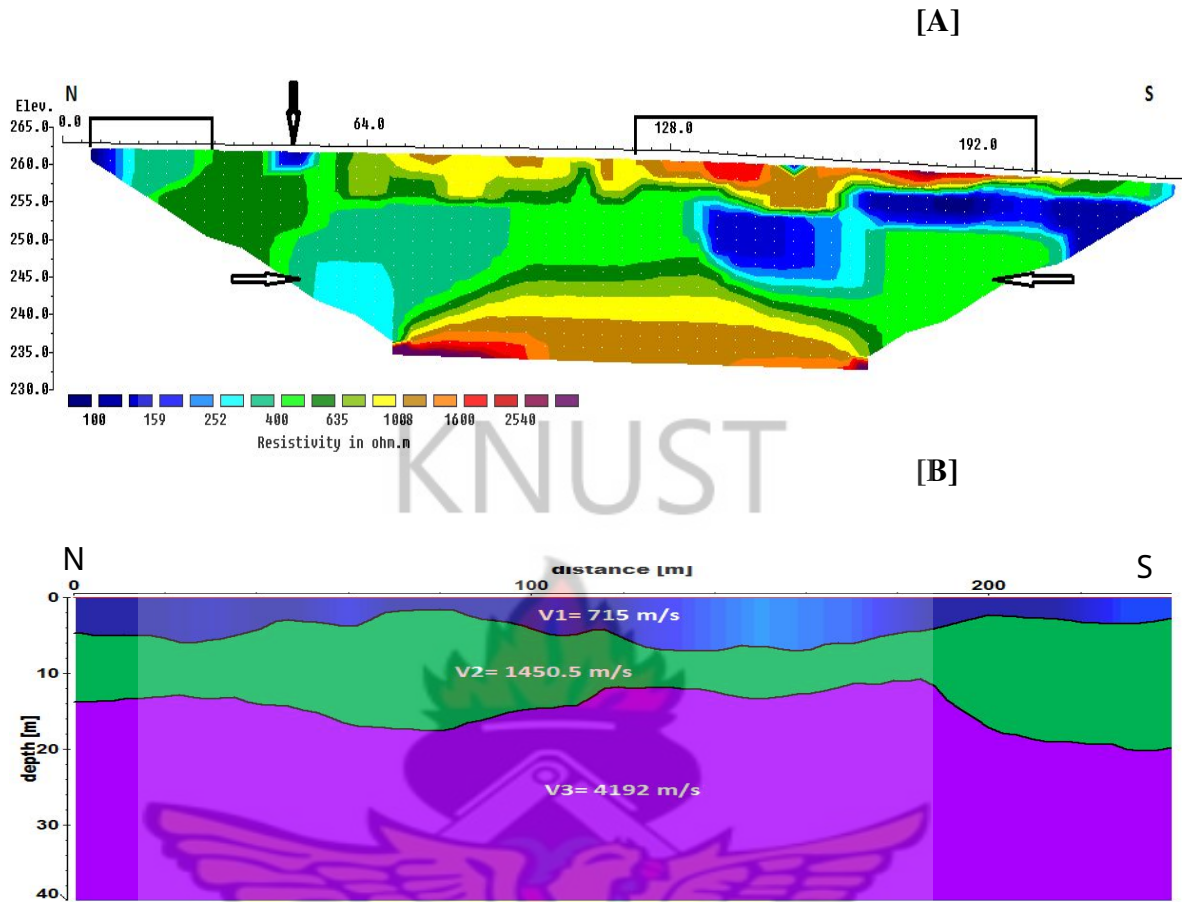 [A]
N S
Elev. 0.0 64.0 128.0 192.0
265.0
260.0
255.0
250.0
245.0
240.0
235.0
230.0
100 159 252 400 635 1008 1600 2540
Resistivity in ohm.m
KNUST
[B]
N S
distance [m]
0 100 200
0
V1= 715 m/s
10
V2= 1450.5 m/s
20
depth[m]
V3= 4192 m/s
30
40